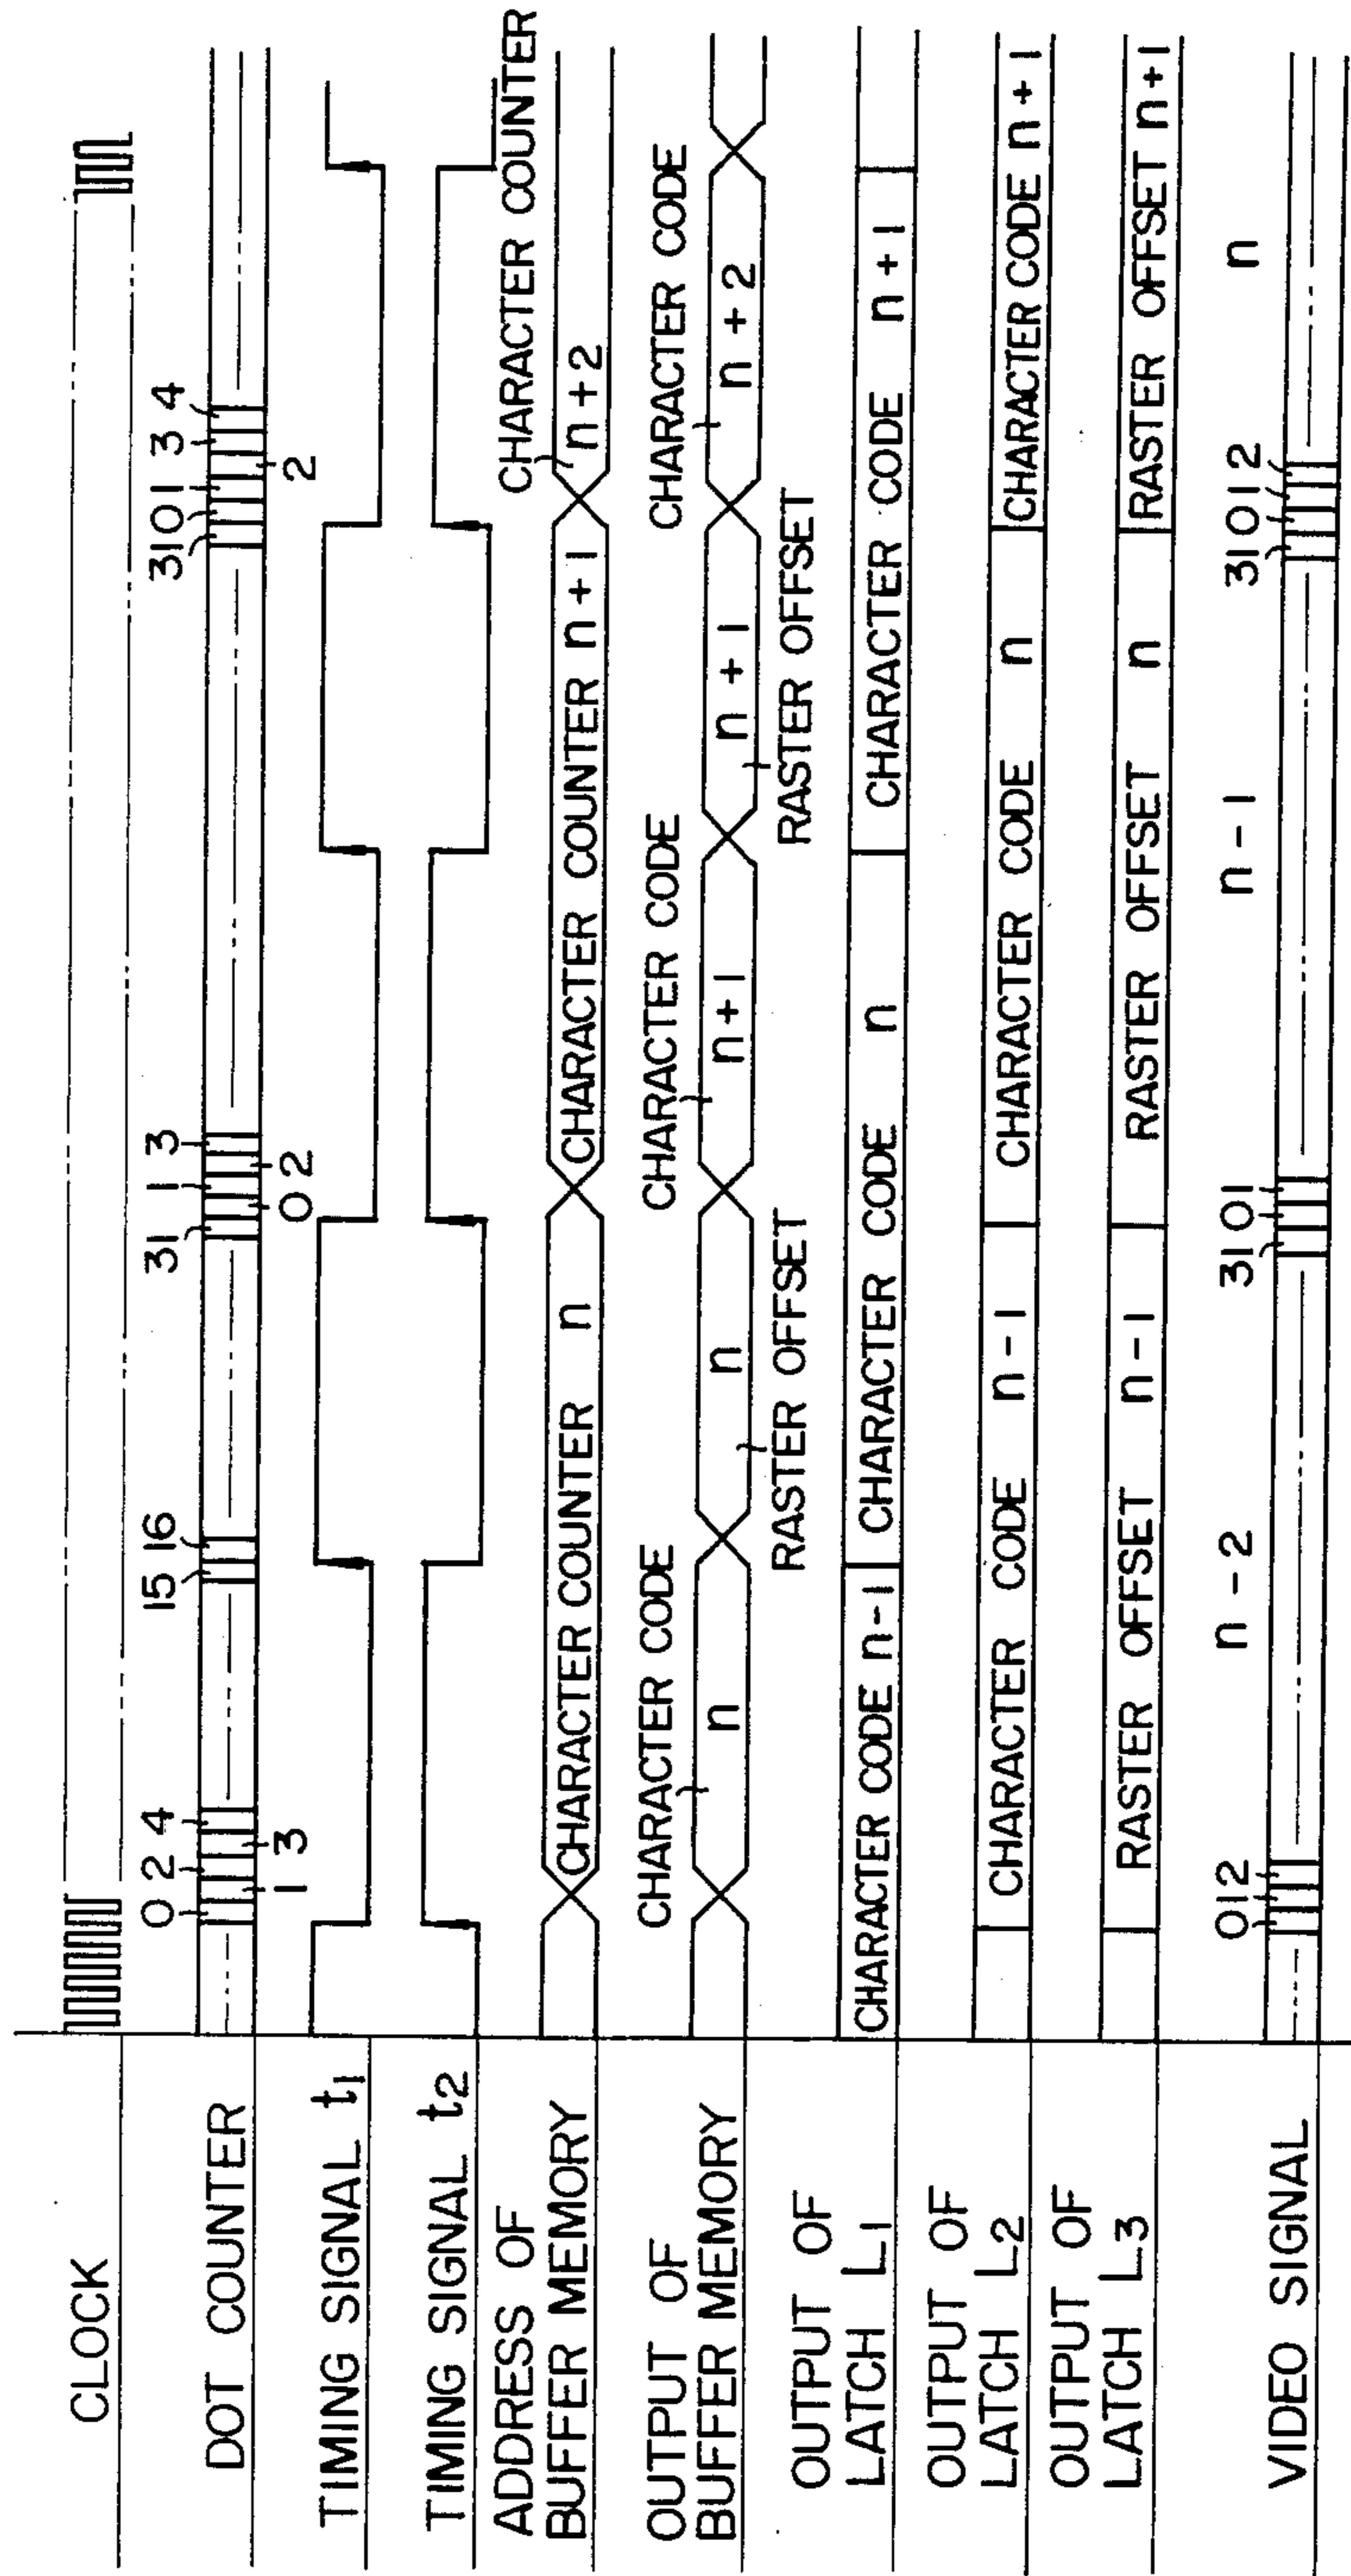 CLOCK
DOT COUNTER
0 2 4
1 3
15 16
31 1 3
0 2
31 0 1 3 4
2
TIMING SIGNAL t1
TIMING SIGNAL t2
ADDRESS OF
BUFFER MEMORY
CHARACTER COUNTER n
CHARACTER COUNTER n+1
CHARACTER COUNTER
n+2
OUTPUT OF
BUFFER MEMORY
CHARACTER CODE
n
n
RASTER OFFSET
CHARACTER CODE
n+1
n+1
RASTER OFFSET
CHARACTER CODE
n+2
OUTPUT OF
LATCH L1
CHARACTER CODE n-1
CHARACTER CODE n
CHARACTER CODE n+1
OUTPUT OF
LATCH L2
CHARACTER CODE n-1
CHARACTER CODE n
CHARACTER CODE n+1
OUTPUT OF
LATCH L3
RASTER OFFSET n-1
RASTER OFFSET n
RASTER OFFSET n+1
VIDEO SIGNAL
0 1 2
n-2
31 0 1
n-1
31 0 1 2
n